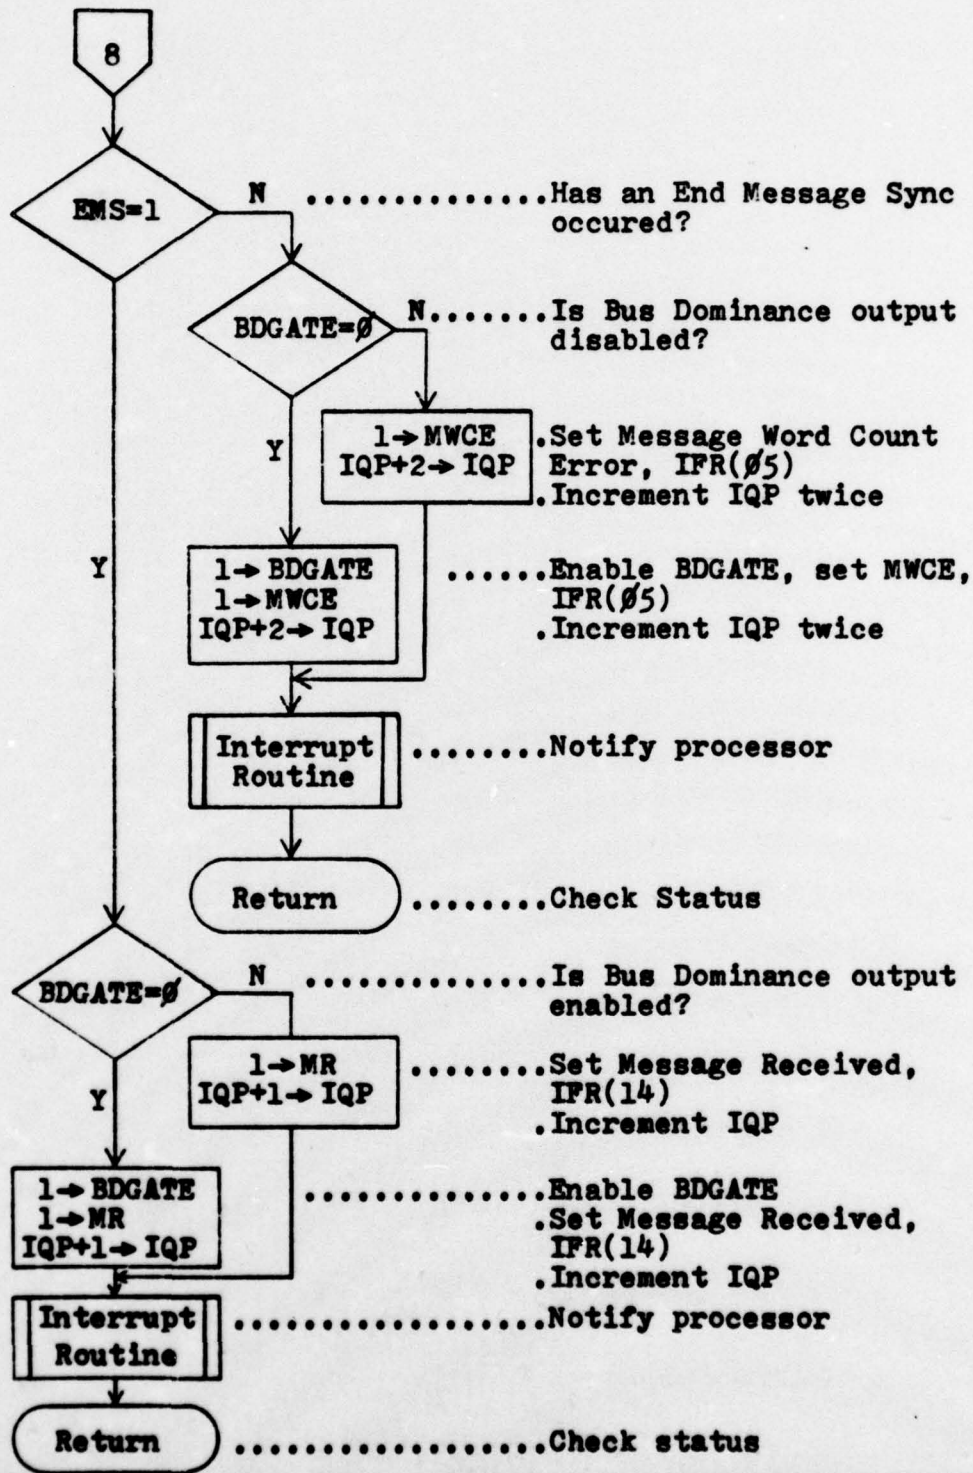 8
EMS=1
N ..............Has an End Message Sync
occured?
BDGATE=Ø
N.......Is Bus Dominance output
disabled?
Y
1→MWCE
IQP+2→IQP
.Set Message Word Count
Error, IFR(Ø5)
.Increment IQP twice
Y
1→BDGATE
1→MWCE
IQP+2→IQP
......Enable BDGATE, set MWCE,
IFR(Ø5)
.Increment IQP twice
Interrupt
Routine
........Notify processor
Return
........Check Status
BDGATE=Ø
N ..............Is Bus Dominance output
enabled?
Y
1→MR
IQP+1→IQP
........Set Message Received,
IFR(14)
.Increment IQP
1→BDGATE
1→MR
IQP+1→IQP
..............Enable BDGATE
.Set Message Received,
IFR(14)
.Increment IQP
Interrupt
Routine
..................Notify processor
Return
..................Check status